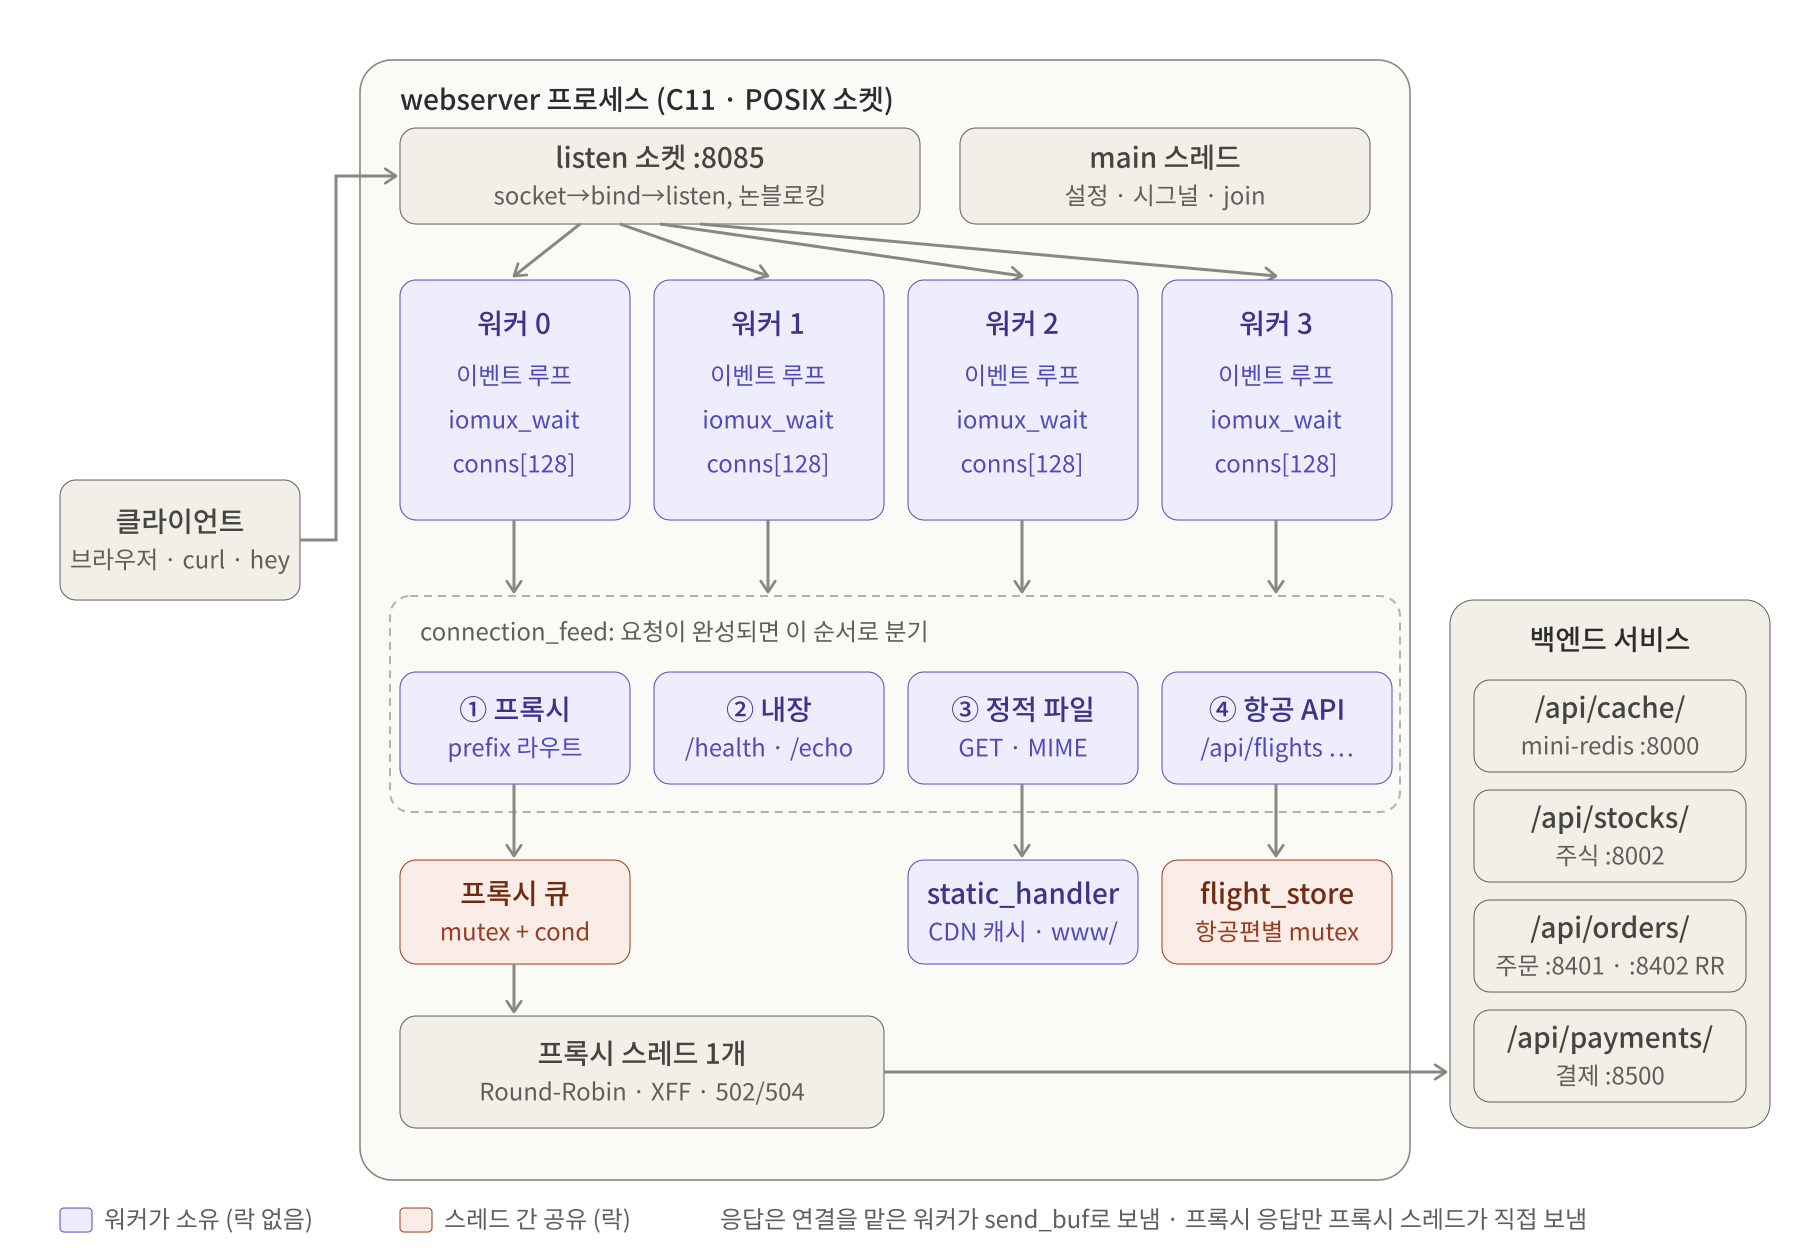 webserver 프로세스 (C11 · POSIX 소켓)
listen 소켓 :8085
socket→bind→listen, 논블로킹
main 스레드
설정 · 시그널 · join
워커 0
이벤트 루프
iomux_wait
conns[128]
워커 1
이벤트 루프
iomux_wait
conns[128]
워커 2
이벤트 루프
iomux_wait
conns[128]
워커 3
이벤트 루프
iomux_wait
conns[128]
클라이언트
브라우저 · curl · hey
connection_feed: 요청이 완성되면 이 순서로 분기
① 프록시
prefix 라우트
② 내장
/health · /echo
③ 정적 파일
GET · MIME
④ 항공 API
/api/flights …
프록시 큐
mutex + cond
static_handler
CDN 캐시 · www/
flight_store
항공편별 mutex
프록시 스레드 1개
Round-Robin · XFF · 502/504
백엔드 서비스
/api/cache/
mini-redis :8000
/api/stocks/
주식 :8002
/api/orders/
주문 :8401 · :8402 RR
/api/payments/
결제 :8500
워커가 소유 (락 없음)
스레드 간 공유 (락)
응답은 연결을 맡은 워커가 send_buf로 보냄 · 프록시 응답만 프록시 스레드가 직접 보냄